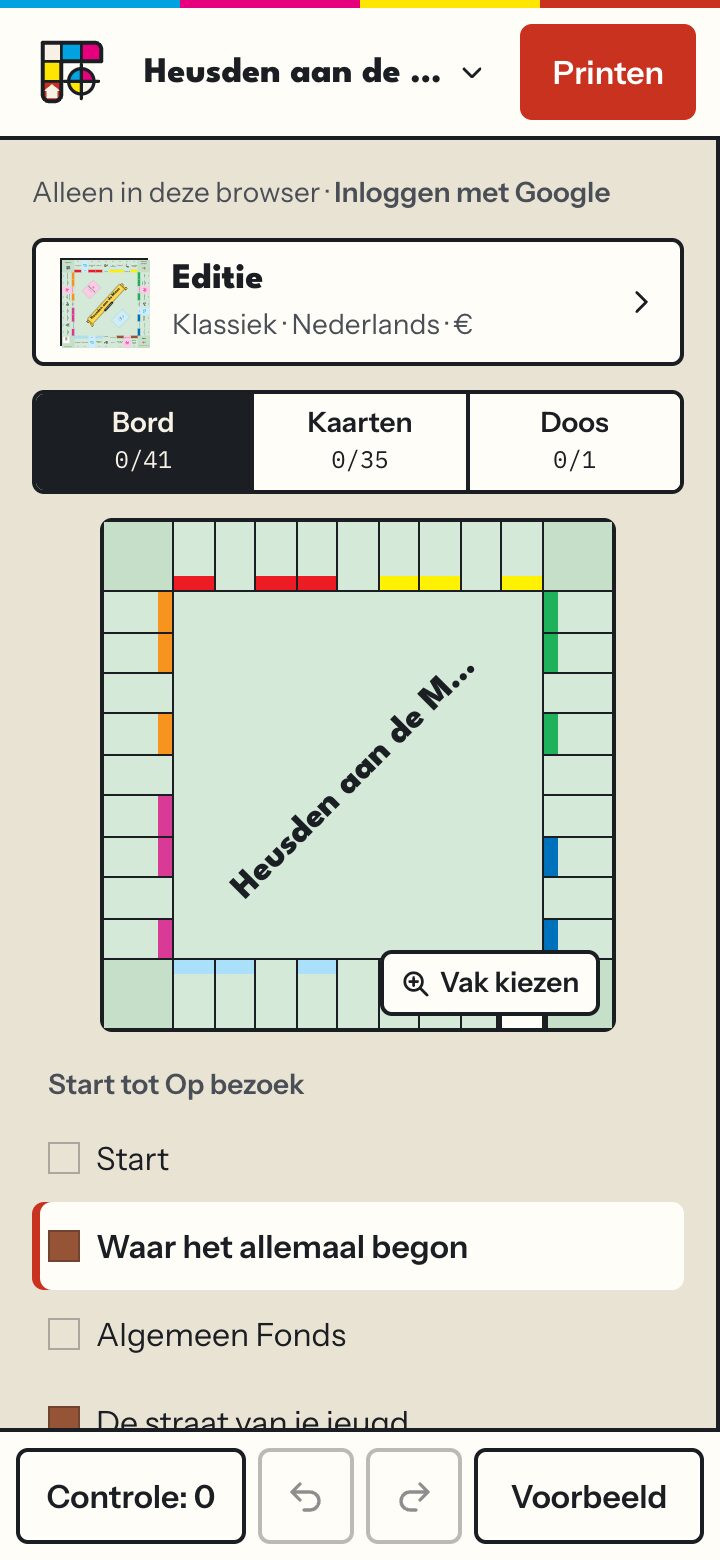 Heusden aan de ...
Printen
Alleen in deze browser · Inloggen met Google
Editie
Klassiek · Nederlands · €
Bord
0/41
Kaarten
0/35
Doos
0/1
Heusden aan de M...
Vak kiezen
Start tot Op bezoek
Start
Waar het allemaal begon
Algemeen Fonds
De straat van je jeugd
Controle: 0
Voorbeeld